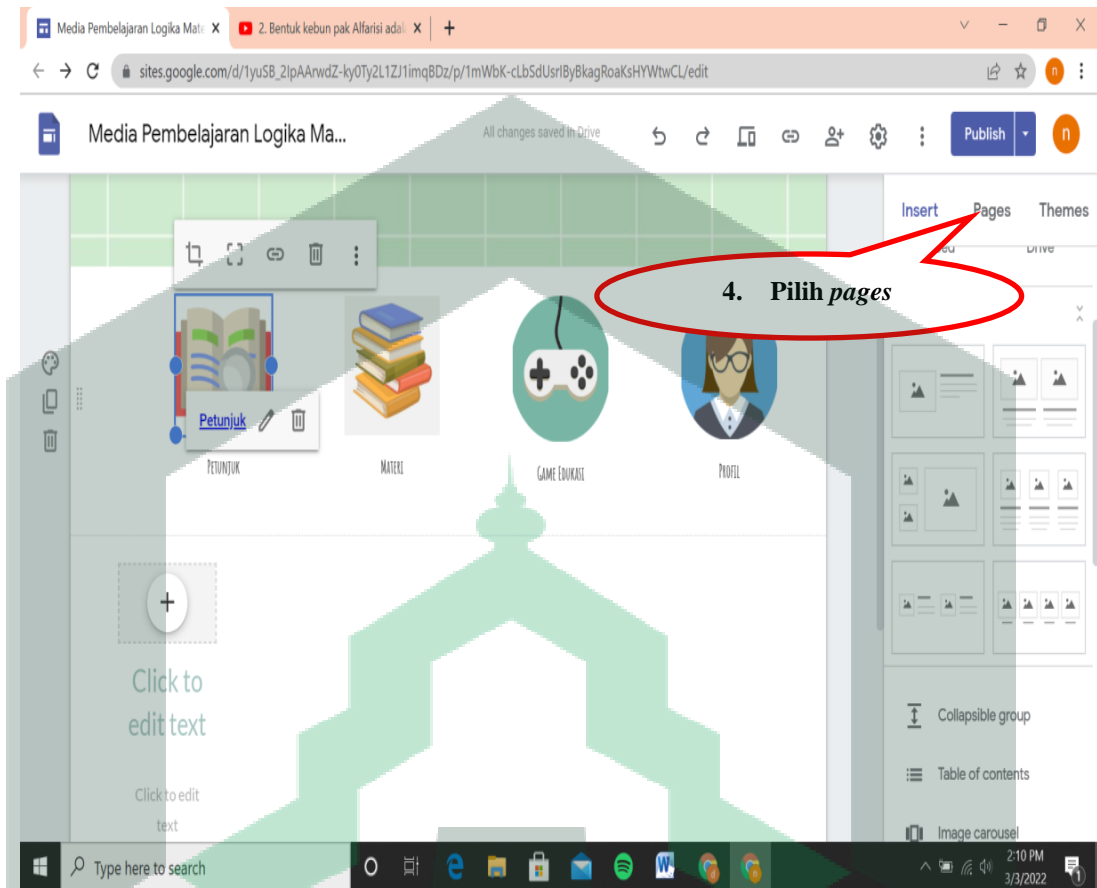 Media Pembelajaran Logika Mate
2. Bentuk kebun pak Alfarisi adal
sites.google.com/d/1yuSB_2IpAArwdZ-ky0Ty2L1ZJ1imqBDz/p/1mWbK-cLbSdUsrIByBkagRoaKsHYWtwCL/edit
n
Media Pembelajaran Logika Ma...
All changes saved in Drive
Publish
n
Insert Pages Themes
Drive
4. Pilih pages
Petunjuk
Petunjuk
Materi
Game Edukasi
Profil
Click to
edit text
Click to edit
text
Collapsible group
Table of contents
Image carousel
Type here to search
2:10 PM
3/3/2022